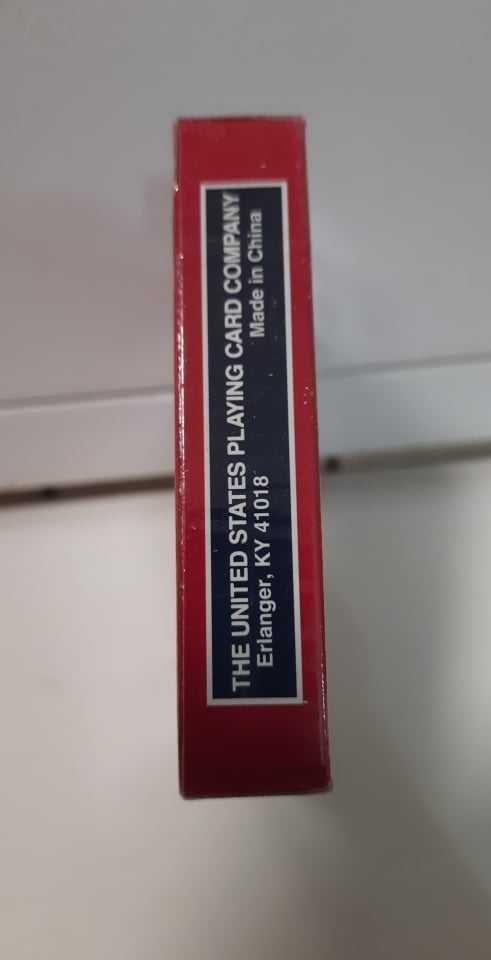 THE UNITED STATES PLAYING CARD COMPANY
Erlanger, KY 41018 Made in China